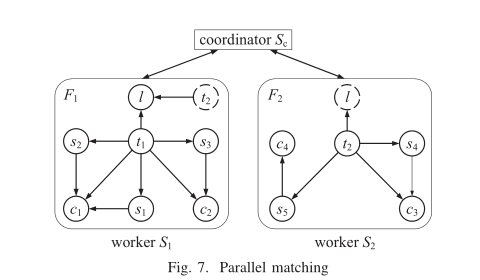 coordinator Sc
F1 l t2 F2 l
s2 t1 s3 c4 t2 s4
c1 s1 c2 s5 c3
worker S1 worker S2
Fig. 7. Parallel matching